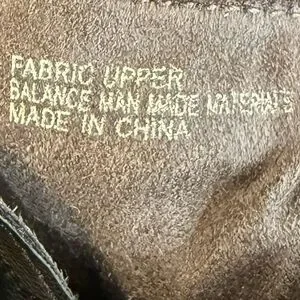 FABRIC UPPER
BALANCE MAN MADE MATERIALS
MADE IN CHINA